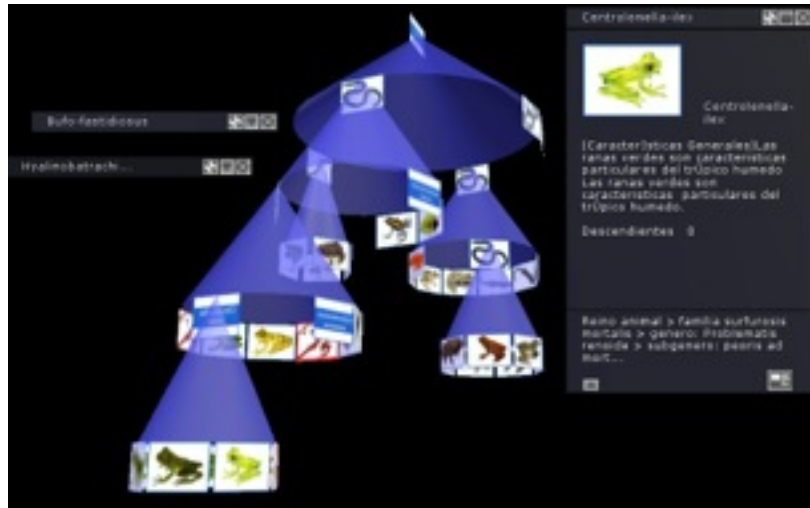 Centrolenella-ilex
Bufo-fastidiosus
Hyalinobatrachi...
Centrolenella-
ilex
[Caracter]sticas Generales]Las
ranas verdes son caracteristicas
particulares del tr[]pico humedo
Las ranas verdes son
caracteristicas particulares del
tr[]pico humedo.
Descendientes 0
Reino animal > familia surfurosis
mortalis > genero: Problematis
renoide > subgenero: peoris ad
mort...